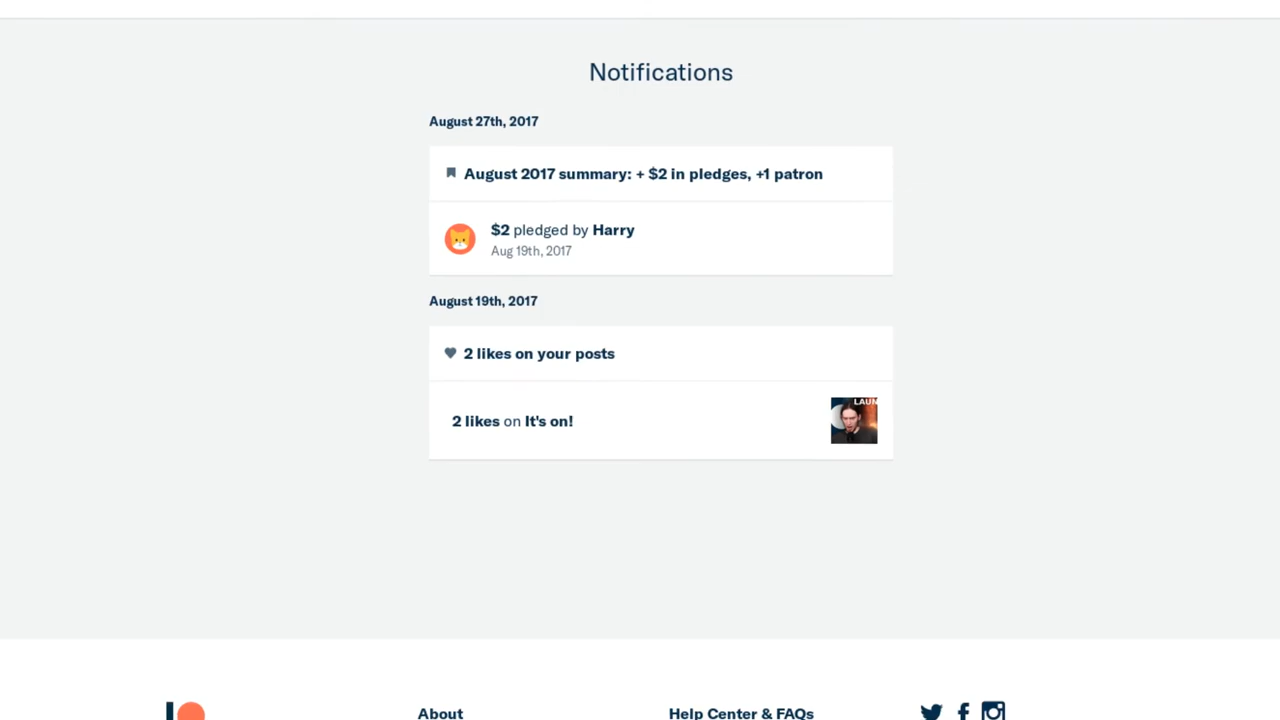 Notifications
August 27th, 2017
August 2017 summary: + $2 in pledges, +1 patron
$2 pledged by Harry
Aug 19th, 2017
August 19th, 2017
2 likes on your posts
LAUN
2 likes on It's on!
About
Help Center & FAQs